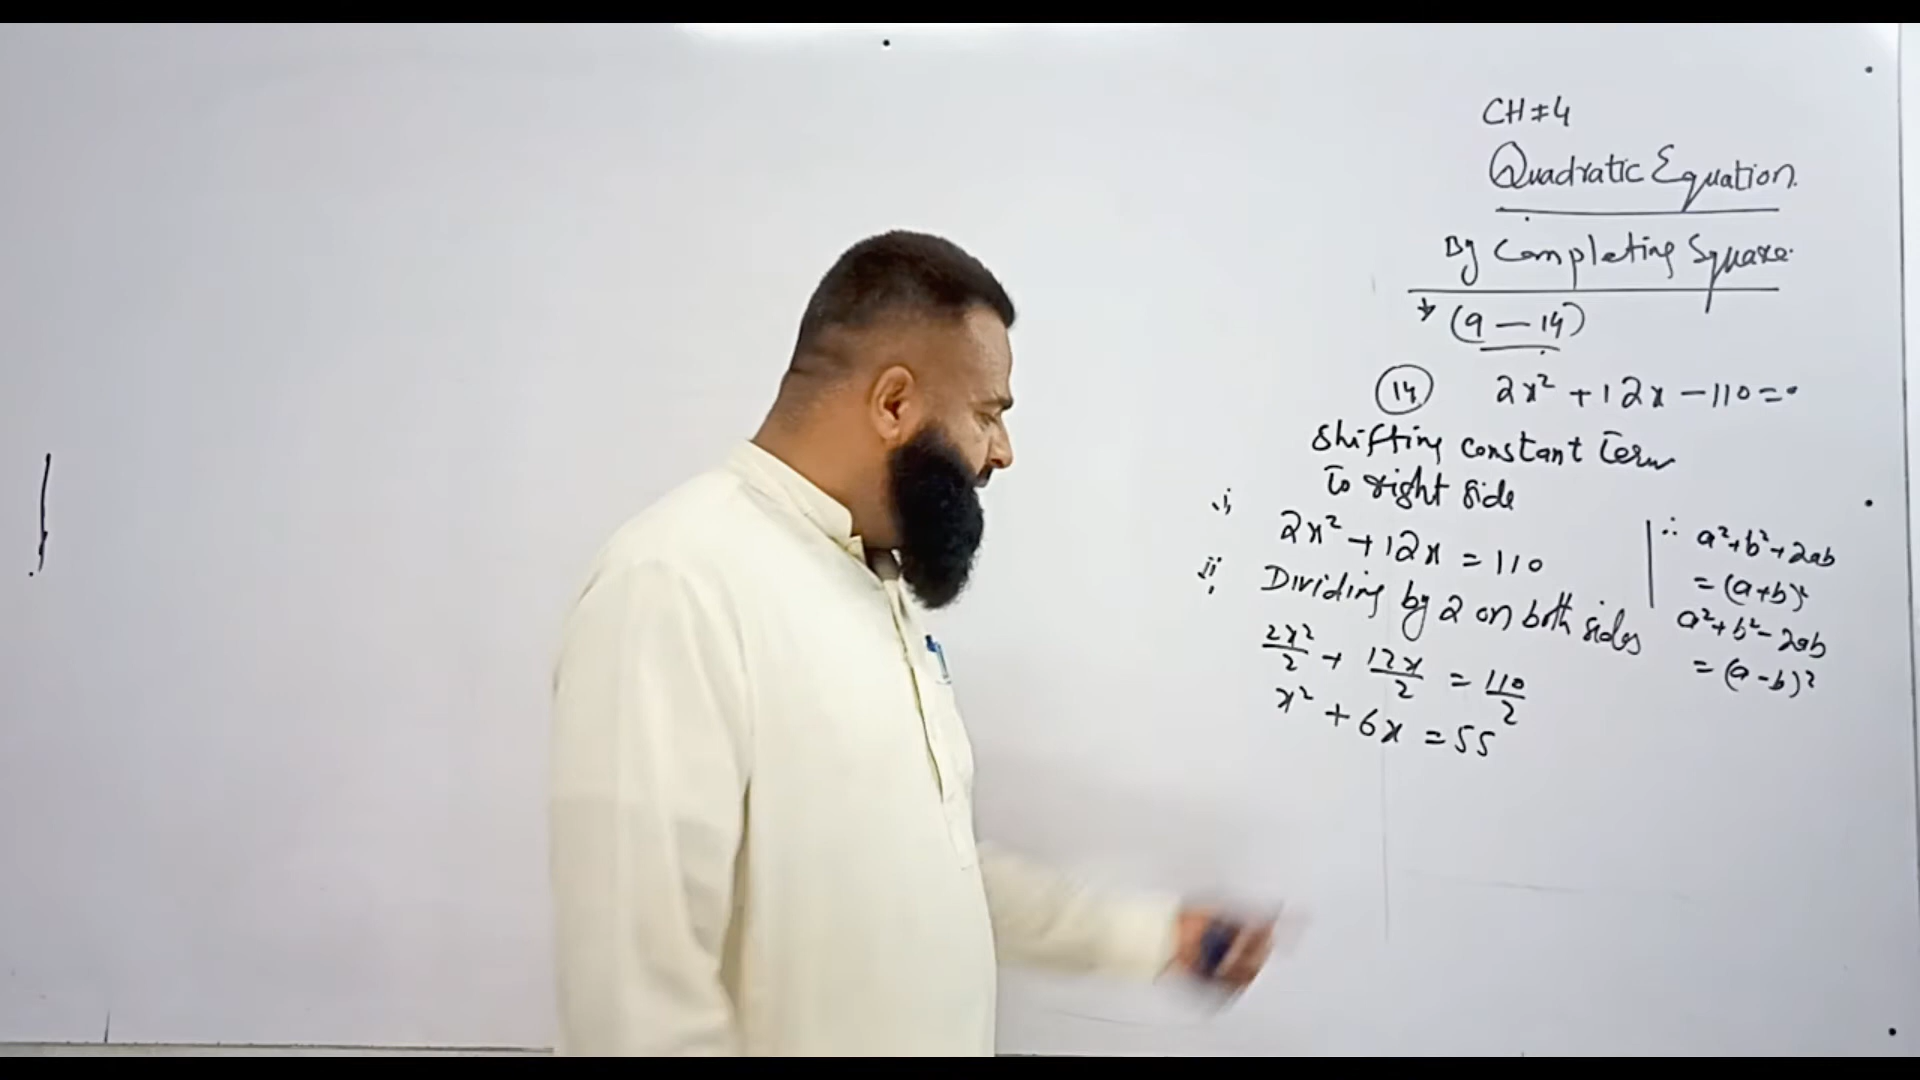 CH # 4
Quadratic Equation.
By Completing Square.
(9 — 14)
14 2x² + 12x - 110 = 0
Shifting constant term
To right side
i, 2x² + 12x = 110
ii, Dividing by 2 on both sides
2x²/2 + 12x/2 = 110/2
x² + 6x = 55
∴ a² + b² + 2ab
= (a+b)²
a² + b² - 2ab
= (a-b)²